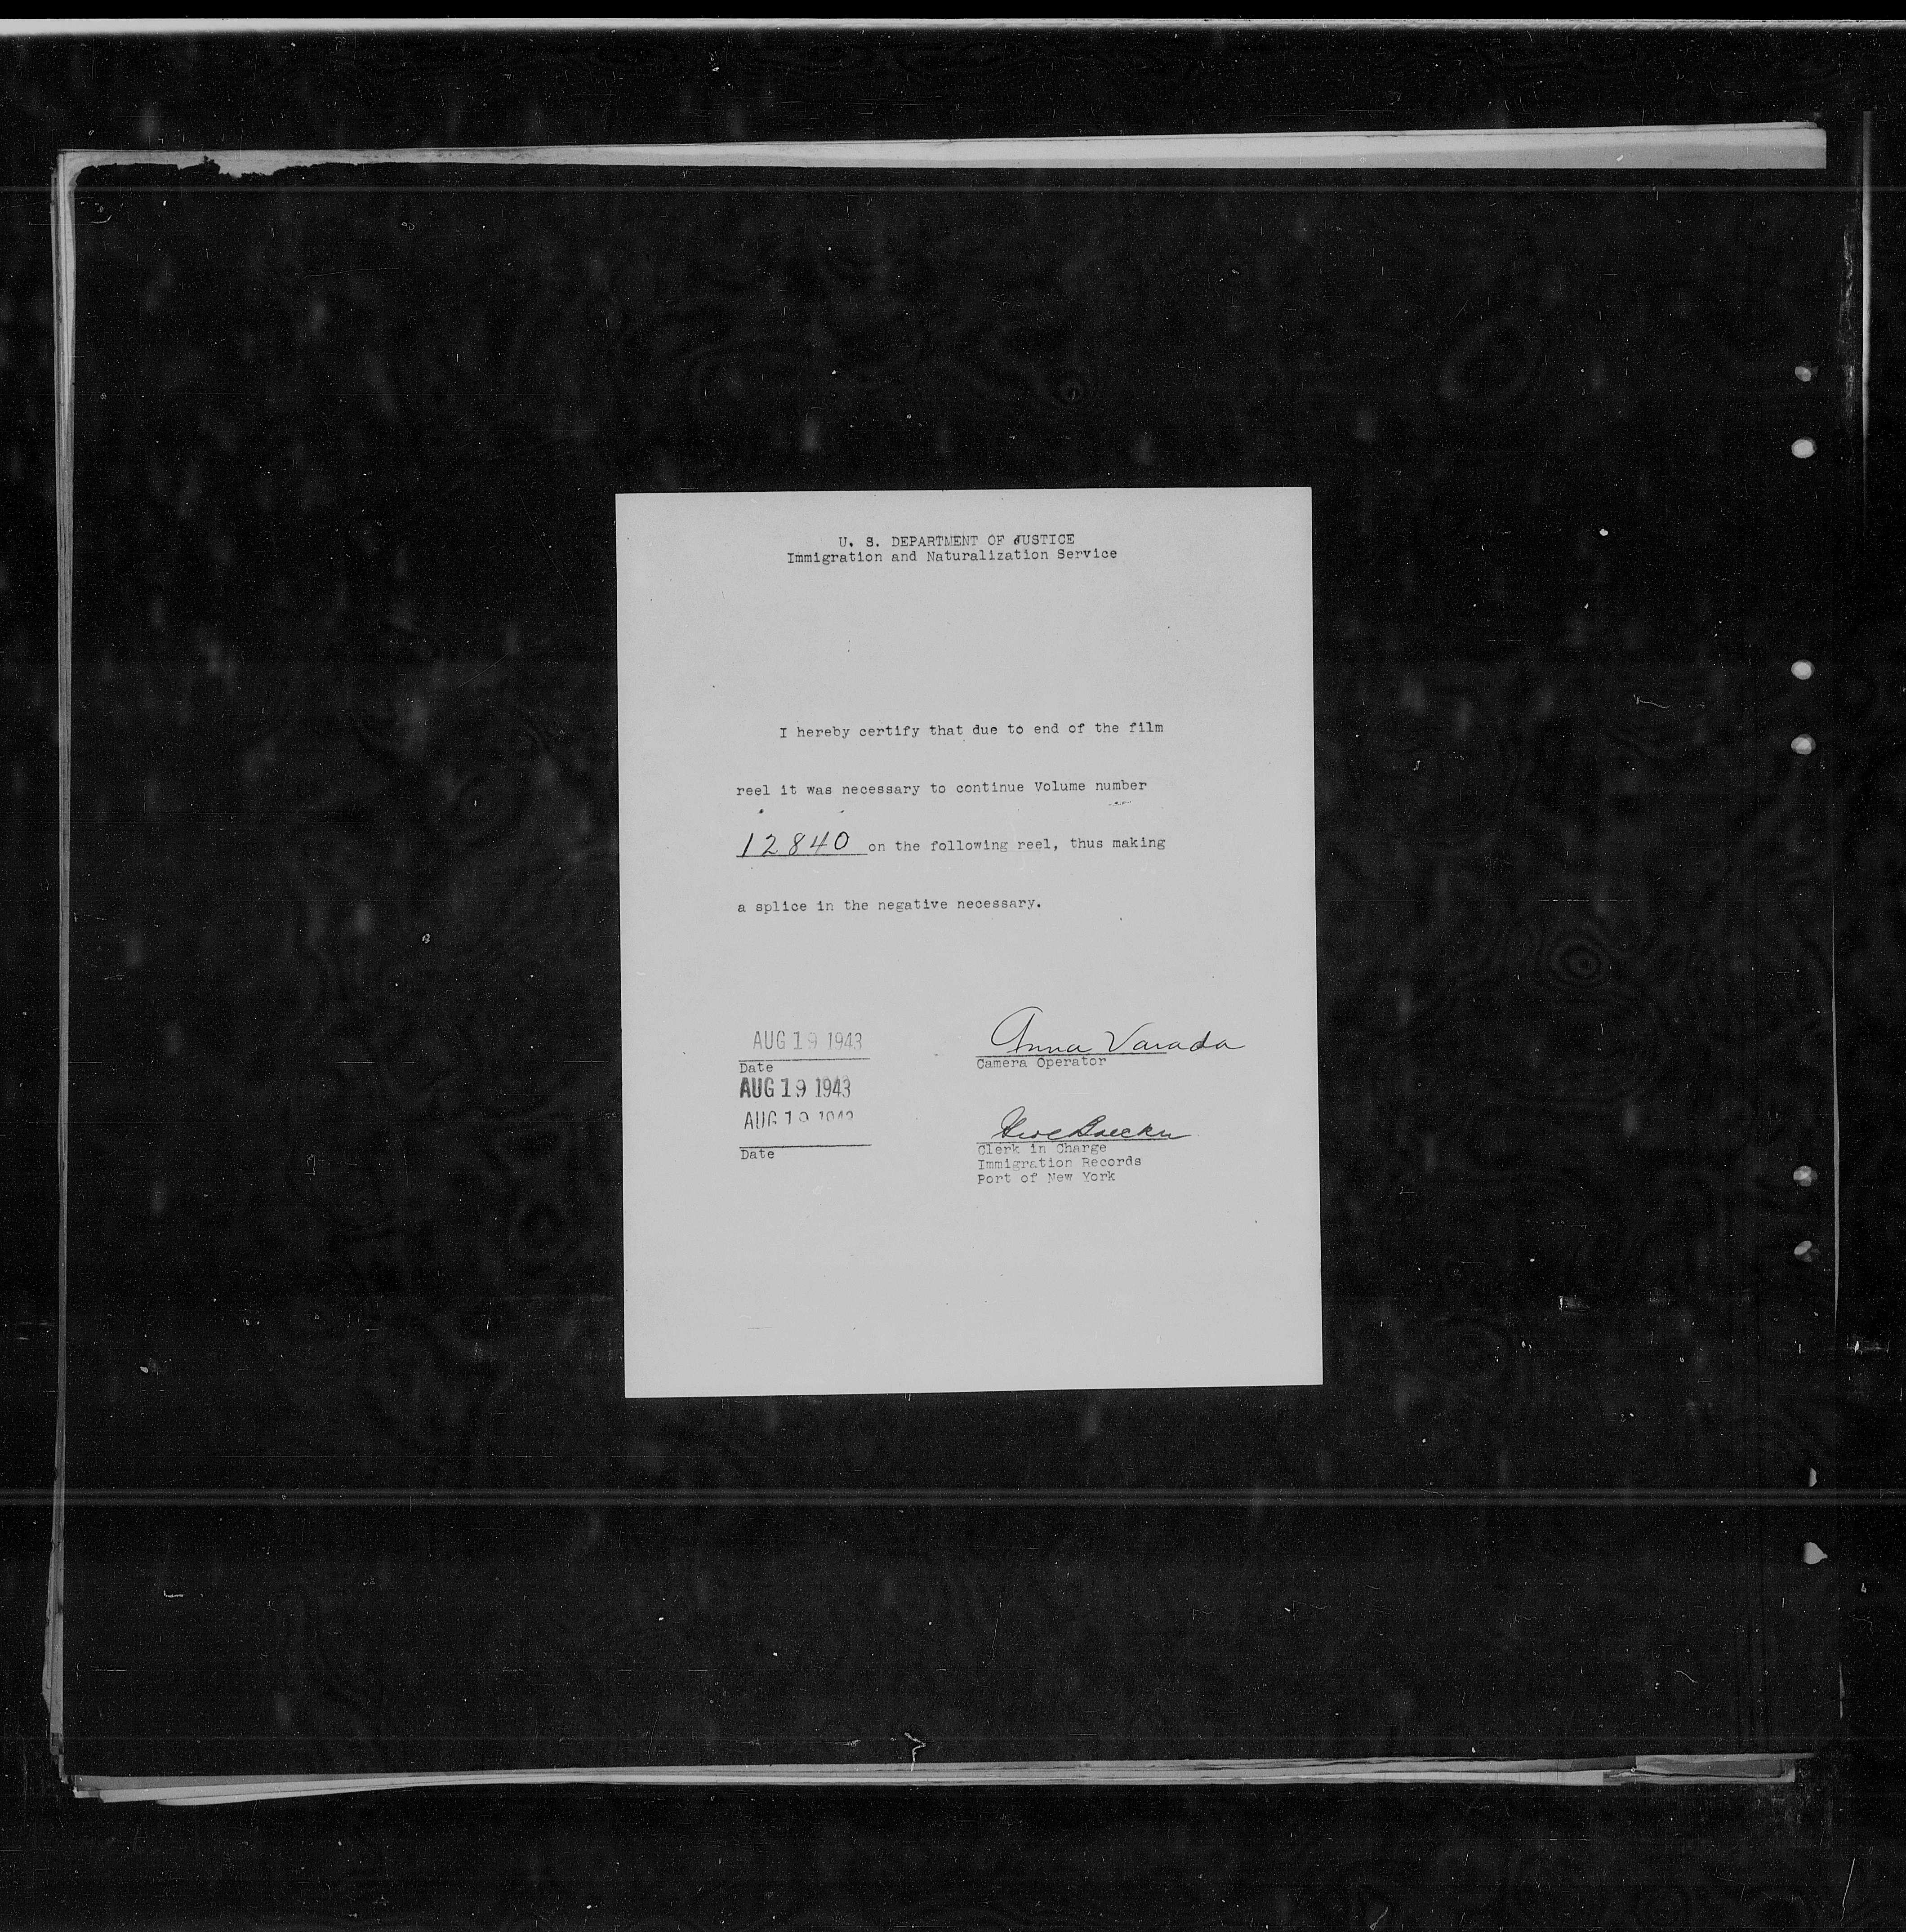 U. S. DEPARTMENT OF JUSTICE
Immigration and Naturalization Service
I hereby certify that due to end of the film
reel it was necessary to continue Volume number
12840 on the following reel, thus making
a splice in the negative necessary.
AUG 19 1943
Anna Varada
Date
Camera Operator
AUG 19 1943
AUG 19 1943
Date
Clerk in Charge
Immigration Records
Port of New York